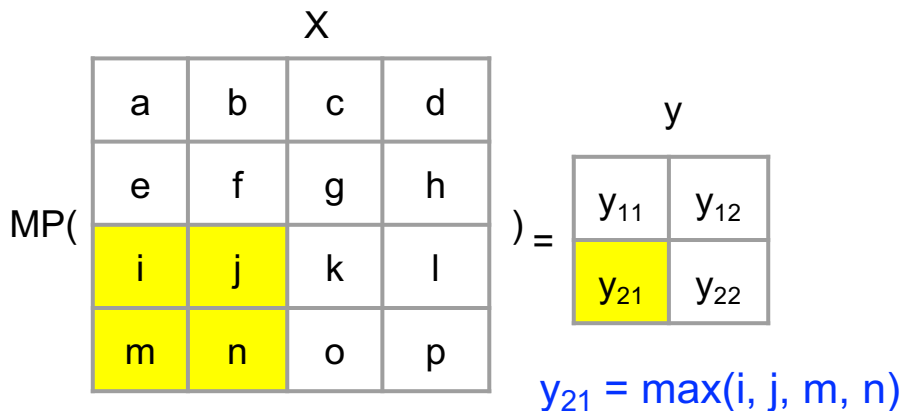 X
a b c d
y
e f g h
y₁₁ y₁₂
MP( ) =
i j k l
y₂₁ y₂₂
m n o p
y₂₁ = max(i, j, m, n)